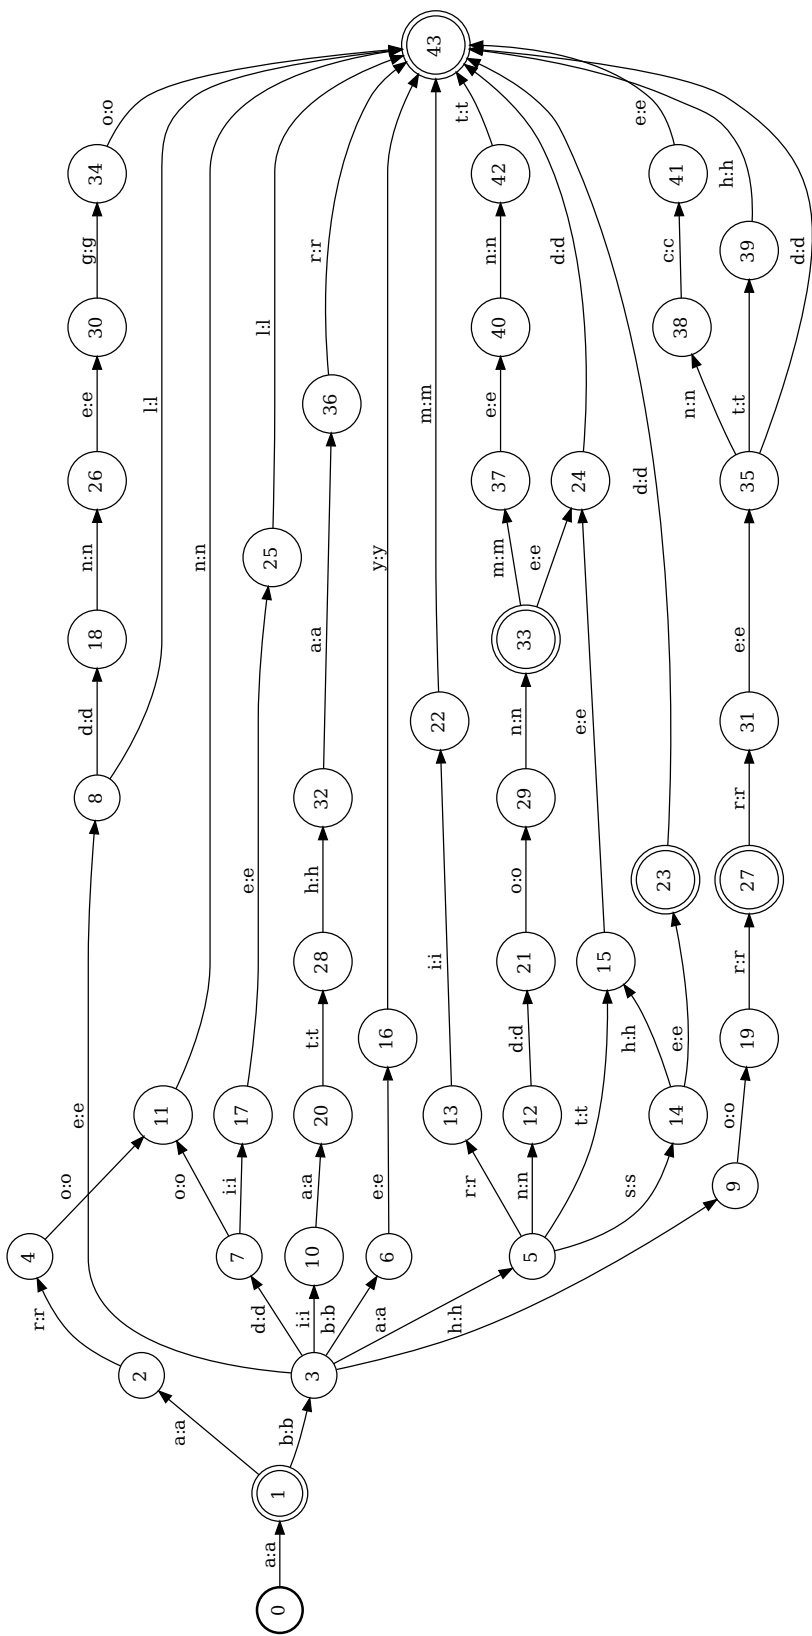 4
r:r
o:o
e:e
d:d n:n e:e g:g
8 18 26 30 34
o:o
2
l:l
11
a:a o:o
n:n
i:i
7 17
e:e
d:d
l:l
a:a 25
0 1
b:b
i:i a:a t:t h:h
3 10 20 28 32 a:a r:r
b:b
36
a:a e:e y:y
6 16
m:m
i:i 43
22
13
h:h t:t
r:r
m:m e:e n:n
37 40 42
n:n d:d o:o n:n
5 12 21 29 33
e:e
d:d
24
t:t e:e
15
s:s h:h
d:d e:e
23
c:c
14 e:e 38 41
n:n
h:h
o:o r:r r:r e:e t:t
9 19 27 31 35 39
d:d